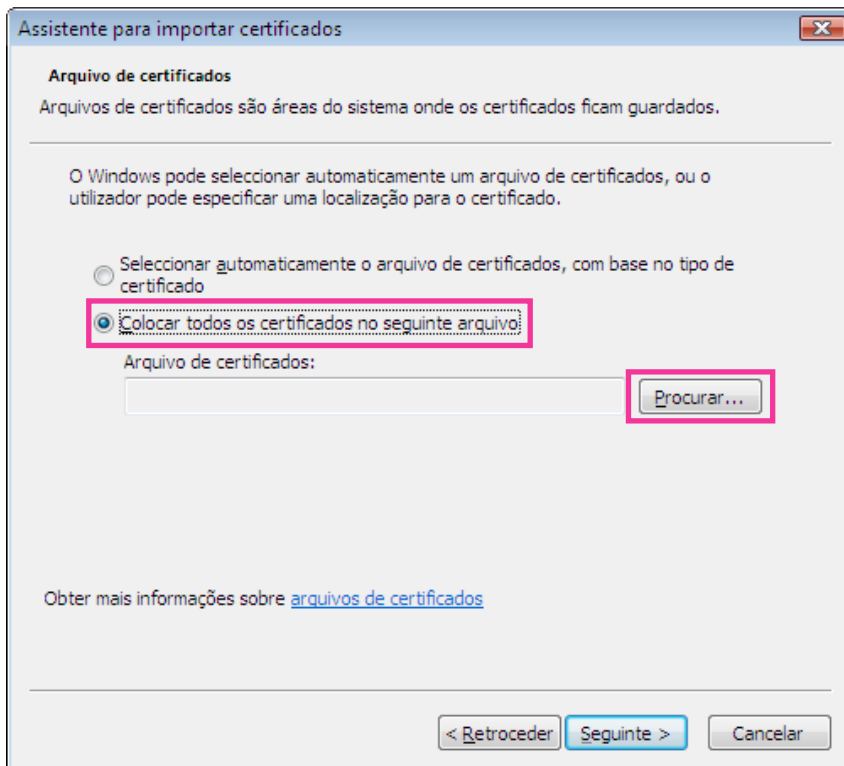 Assistente para importar certificados
Arquivo de certificados
Arquivos de certificados são áreas do sistema onde os certificados ficam guardados.
O Windows pode seleccionar automaticamente um arquivo de certificados, ou o
utilizador pode especificar uma localização para o certificado.
Seleccionar automaticamente o arquivo de certificados, com base no tipo de
certificado
Colocar todos os certificados no seguinte arquivo
Arquivo de certificados:
Procurar...
Obter mais informações sobre arquivos de certificados
< Retroceder Seguinte > Cancelar